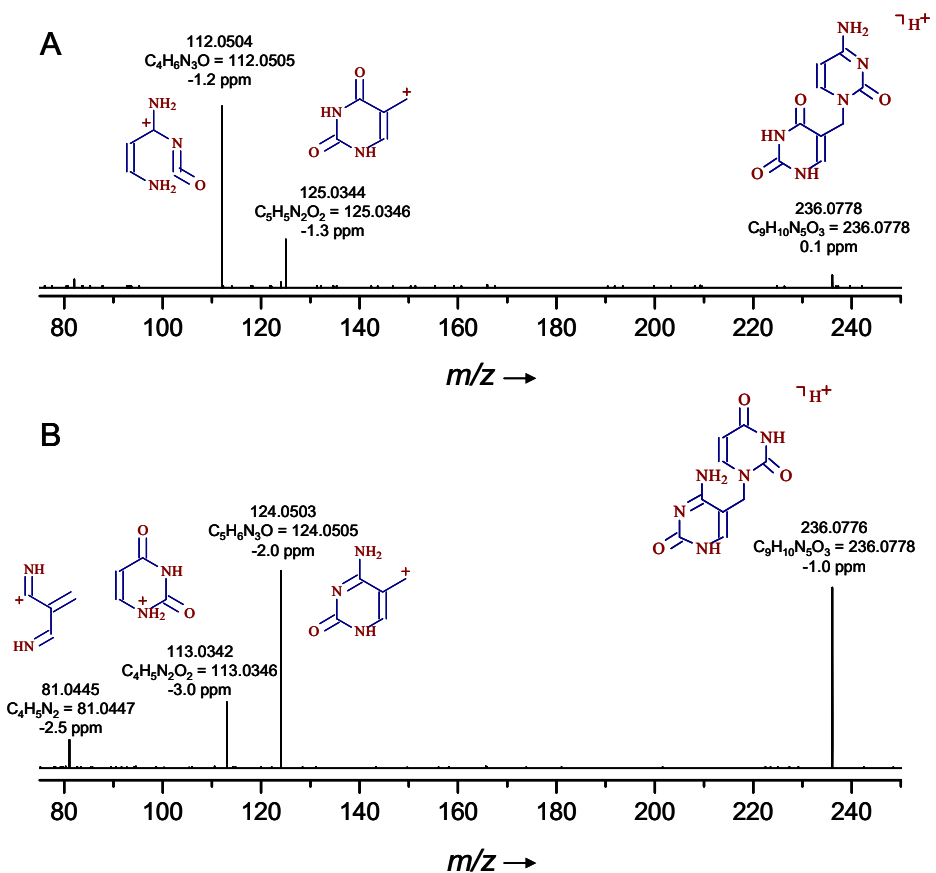 A
112.0504
C4H6N3O = 112.0505
-1.2 ppm
NH2
+
N
NH2
O
O
+
HN
O
NH
125.0344
C5H5N2O2 = 125.0346
-1.3 ppm
¬H+
NH2
N
N
O
O
HN
O
NH
236.0778
C9H10N5O3 = 236.0778
0.1 ppm
80 100 120 140 160 180 200 220 240
m/z →
B
¬H+
O
NH
N
O
NH2
N
O
NH
236.0776
C9H10N5O3 = 236.0778
-1.0 ppm
124.0503
C5H6N3O = 124.0505
-2.0 ppm
NH2
+
N
O
NH
O
NH
+
NH2
O
113.0342
C4H5N2O2 = 113.0346
-3.0 ppm
NH
+
HN
81.0445
C4H5N2 = 81.0447
-2.5 ppm
80 100 120 140 160 180 200 220 240
m/z →